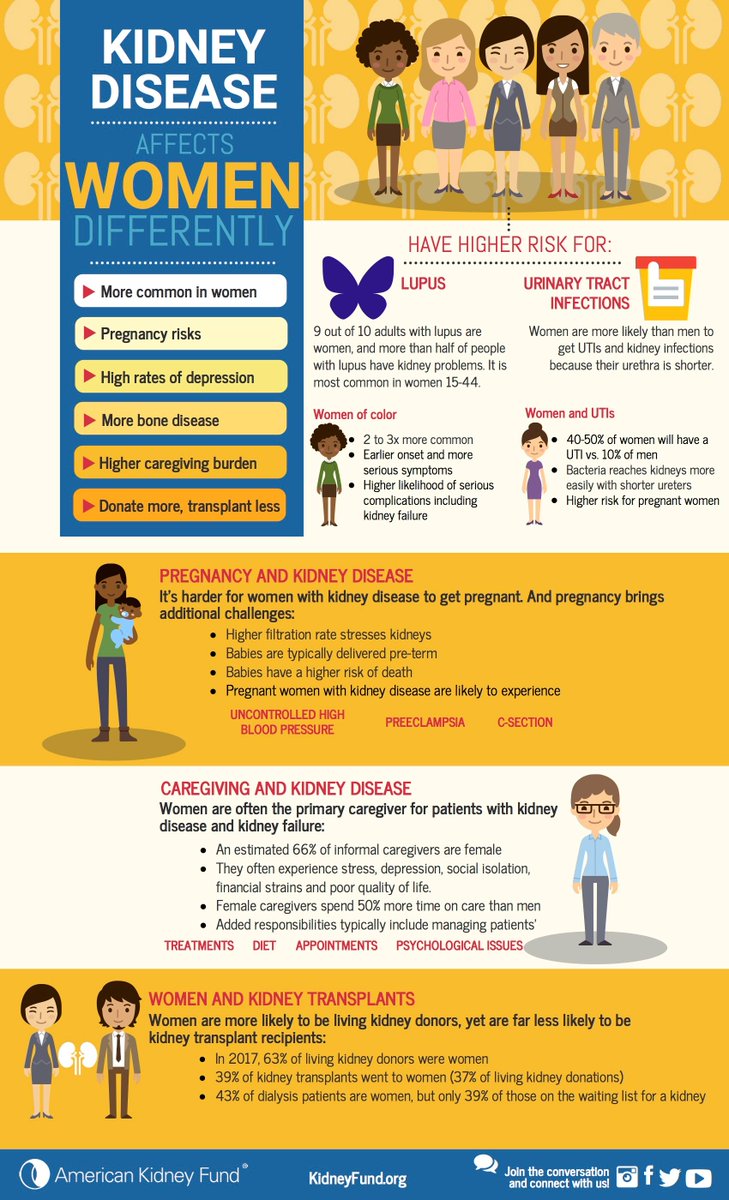 KIDNEY
DISEASE
AFFECTS
WOMEN
DIFFERENTLY
More common in women
Pregnancy risks
High rates of depression
More bone disease
Higher caregiving burden
Donate more, transplant less
HAVE HIGHER RISK FOR:
LUPUS
9 out of 10 adults with lupus are
women, and more than half of people
with lupus have kidney problems. It is
most common in women 15-44.
URINARY TRACT
INFECTIONS
Women are more likely than men to
get UTIs and kidney infections
because their urethra is shorter.
Women of color
• 2 to 3x more common
• Earlier onset and more
serious symptoms
• Higher likelihood of serious
complications including
kidney failure
Women and UTIs
• 40-50% of women will have a
UTI vs. 10% of men
• Bacteria reaches kidneys more
easily with shorter ureters
• Higher risk for pregnant women
PREGNANCY AND KIDNEY DISEASE
It's harder for women with kidney disease to get pregnant. And pregnancy brings
additional challenges:
• Higher filtration rate stresses kidneys
• Babies are typically delivered pre-term
• Babies have a higher risk of death
• Pregnant women with kidney disease are likely to experience
UNCONTROLLED HIGH
BLOOD PRESSURE
PREECLAMPSIA
C-SECTION
CAREGIVING AND KIDNEY DISEASE
Women are often the primary caregiver for patients with kidney
disease and kidney failure:
• An estimated 66% of informal caregivers are female
• They often experience stress, depression, social isolation,
financial strains and poor quality of life.
• Female caregivers spend 50% more time on care than men
• Added responsibilities typically include managing patients'
TREATMENTS DIET APPOINTMENTS PSYCHOLOGICAL ISSUES
WOMEN AND KIDNEY TRANSPLANTS
Women are more likely to be living kidney donors, yet are far less likely to be
kidney transplant recipients:
• In 2017, 63% of living kidney donors were women
• 39% of kidney transplants went to women (37% of living kidney donations)
• 43% of dialysis patients are women, but only 39% of those on the waiting list for a kidney
American Kidney Fund®
KidneyFund.org
Join the conversation
and connect with us!